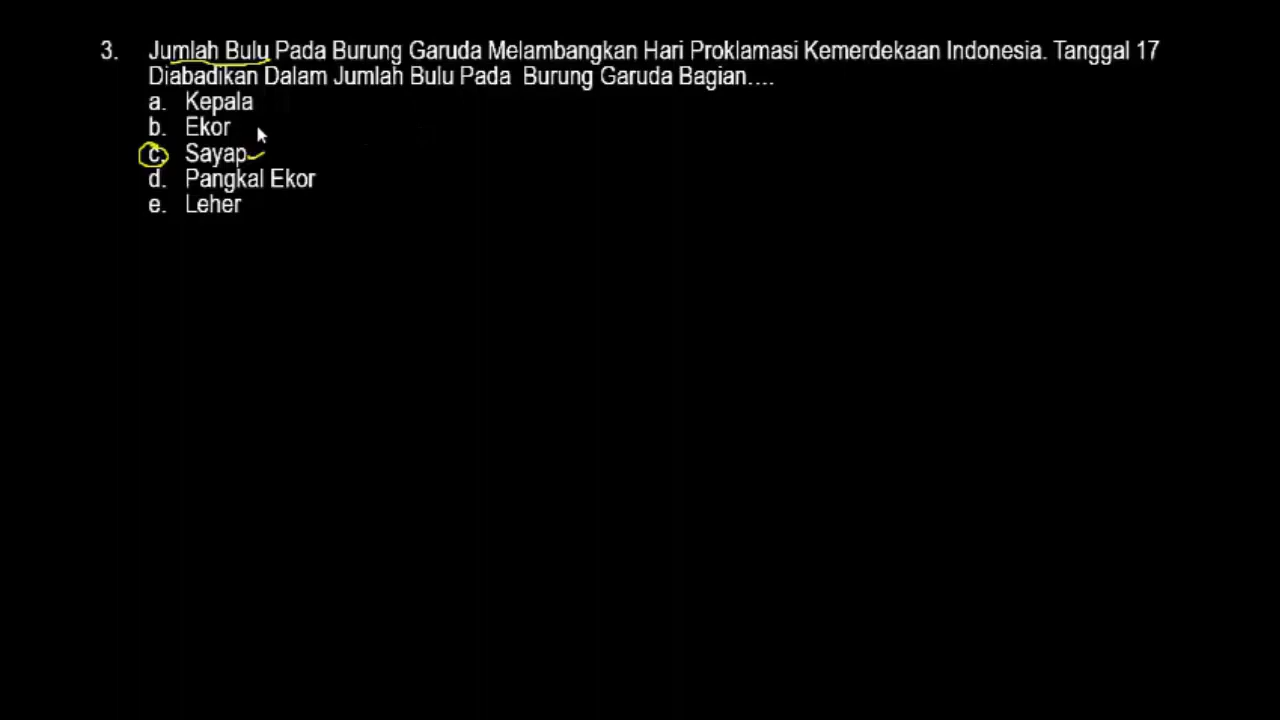 3. Jumlah Bulu Pada Burung Garuda Melambangkan Hari Proklamasi Kemerdekaan Indonesia. Tanggal 17
Diabadikan Dalam Jumlah Bulu Pada Burung Garuda Bagian....
a. Kepala
b. Ekor
c. Sayap
d. Pangkal Ekor
e. Leher